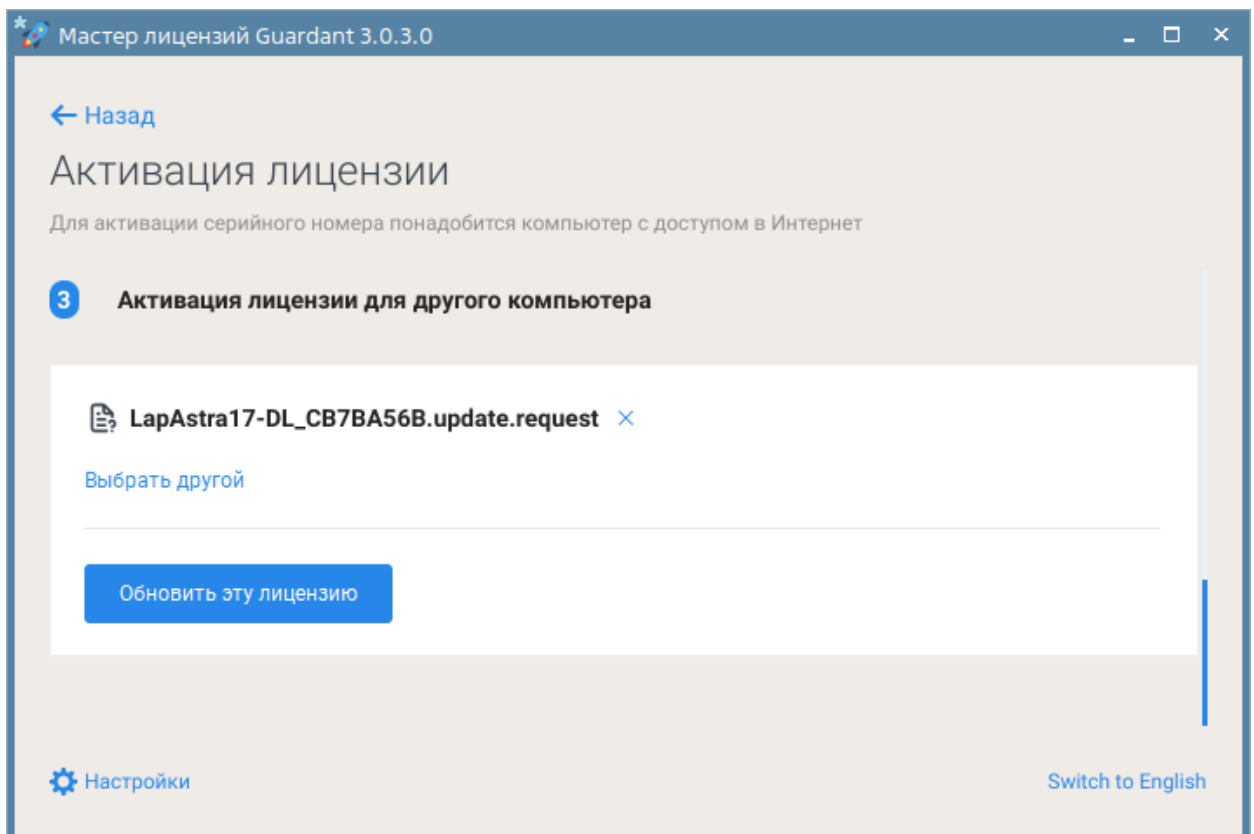 Мастер лицензий Guardant 3.0.3.0
Назад
Активация лицензии
Для активации серийного номера понадобится компьютер с доступом в Интернет
3 Активация лицензии для другого компьютера
LapAstra17-DL_CB7BA56B.update.request
Выбрать другой
Обновить эту лицензию
Настройки
Switch to English